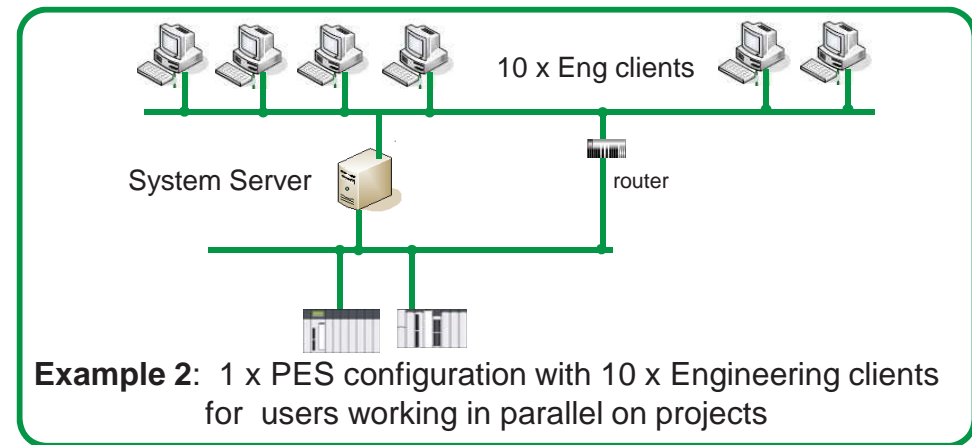 10 x Eng clients
System Server
router
Example 2: 1 x PES configuration with 10 x Engineering clients
for users working in parallel on projects